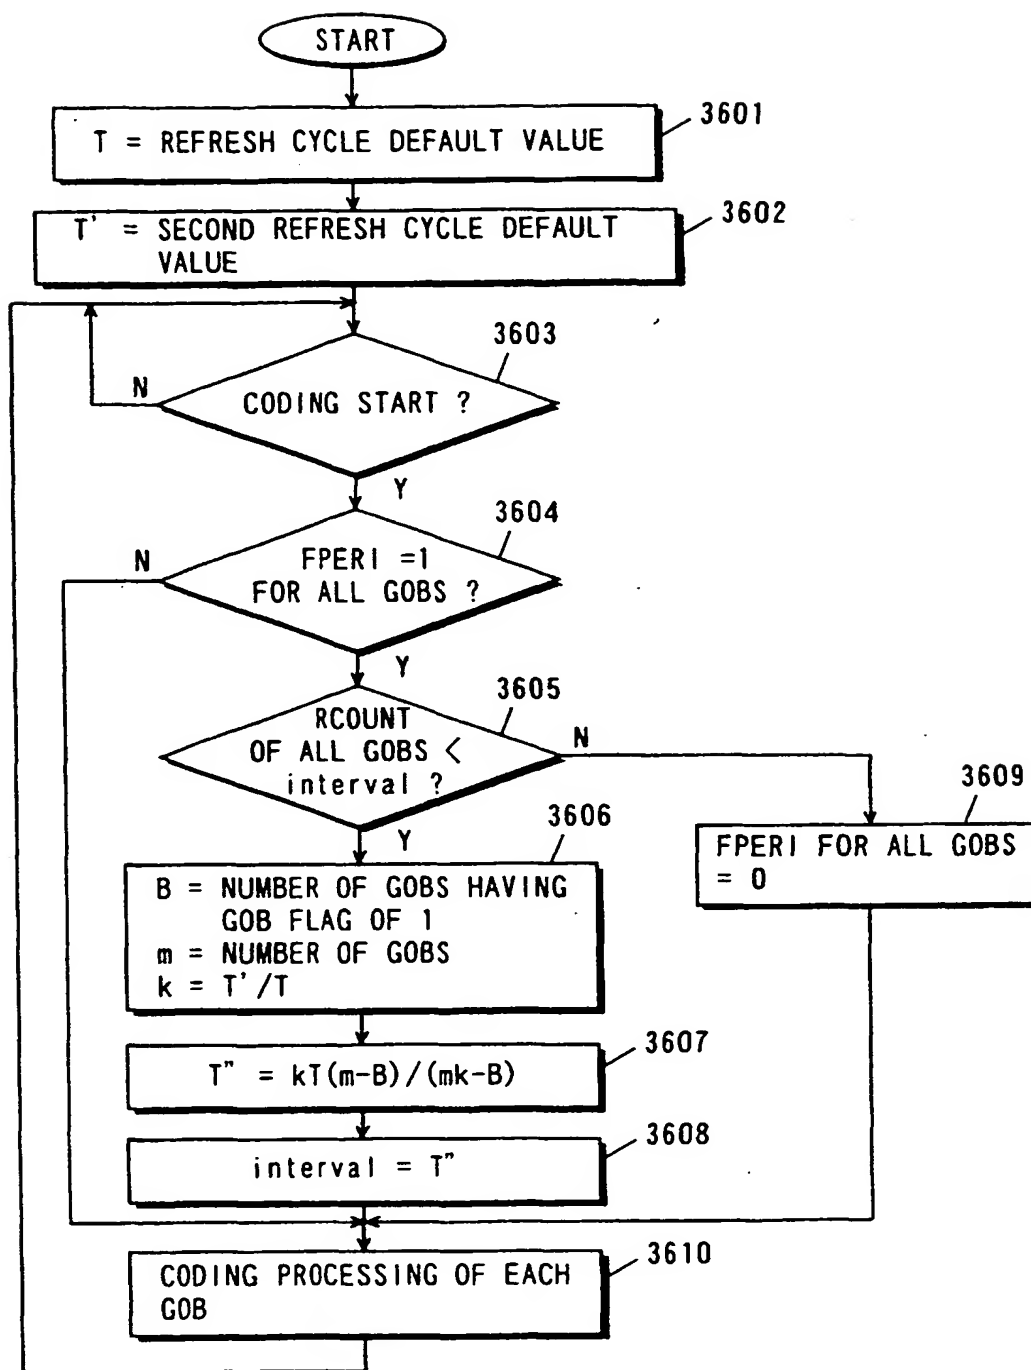 START
T = REFRESH CYCLE DEFAULT VALUE
3601
T' = SECOND REFRESH CYCLE DEFAULT
VALUE
3602
3603
N
CODING START ?
Y
3604
N
FPERI =1
FOR ALL GOBS ?
Y
3605
RCOUNT
OF ALL GOBS <
interval ?
N
Y
3606
3609
B = NUMBER OF GOBS HAVING
GOB FLAG OF 1
m = NUMBER OF GOBS
k = T'/T
FPERI FOR ALL GOBS
= 0
3607
T" = kT(m-B)/(mk-B)
3608
interval = T"
3610
CODING PROCESSING OF EACH
GOB